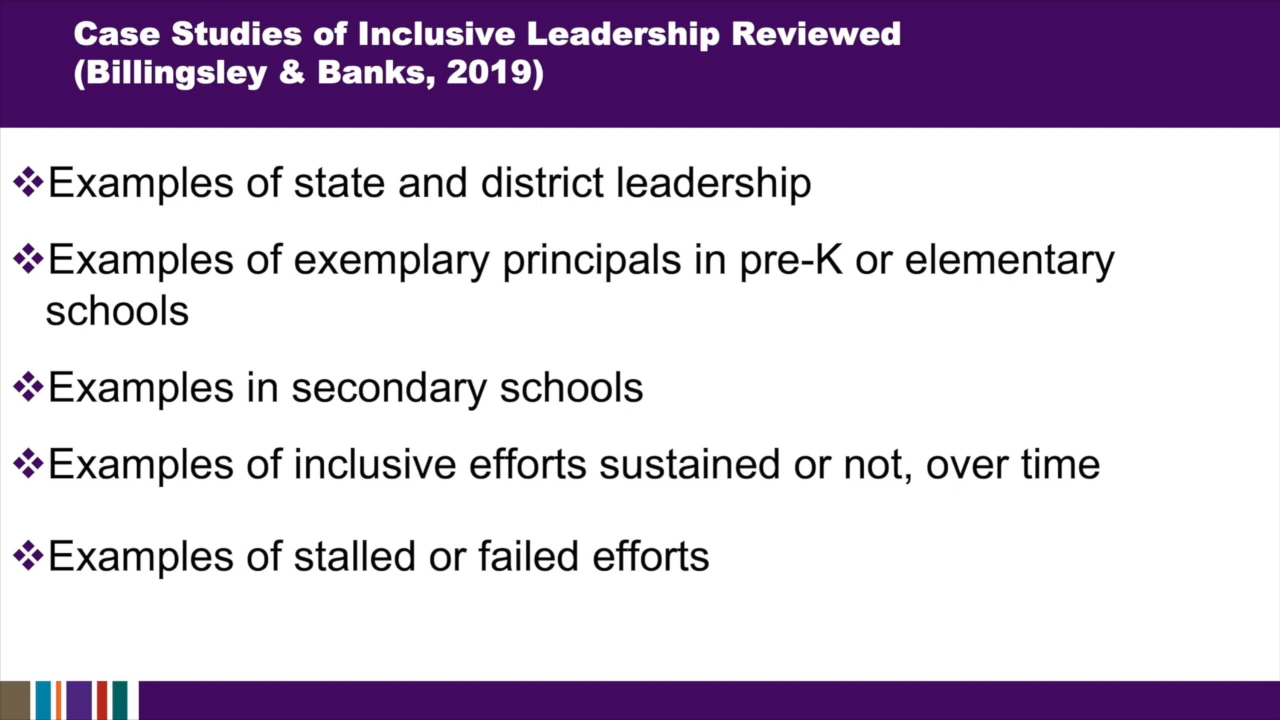 Case Studies of Inclusive Leadership Reviewed
(Billingsley & Banks, 2019)
❖Examples of state and district leadership
❖Examples of exemplary principals in pre-K or elementary
schools
❖Examples in secondary schools
❖Examples of inclusive efforts sustained or not, over time
❖Examples of stalled or failed efforts